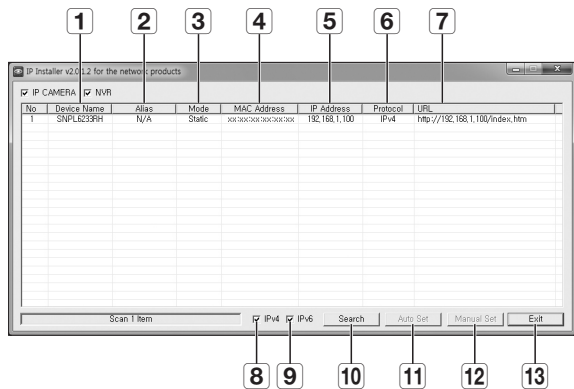 1 2 3 4 5 6 7
IP Installer v2.0.1.2 for the network products
IP CAMERA NVR
No Device Name Alias Mode MAC Address IP Address Protocol URL
1 SNPL6233RH N/A Static xx:xx:xx:xx:xx:xx 192,168,1,100 IPv4 http://192,168,1,100/index,htm
Scan 1 Item IPv4 IPv6 Search Auto Set Manual Set Exit
8 9 10 11 12 13